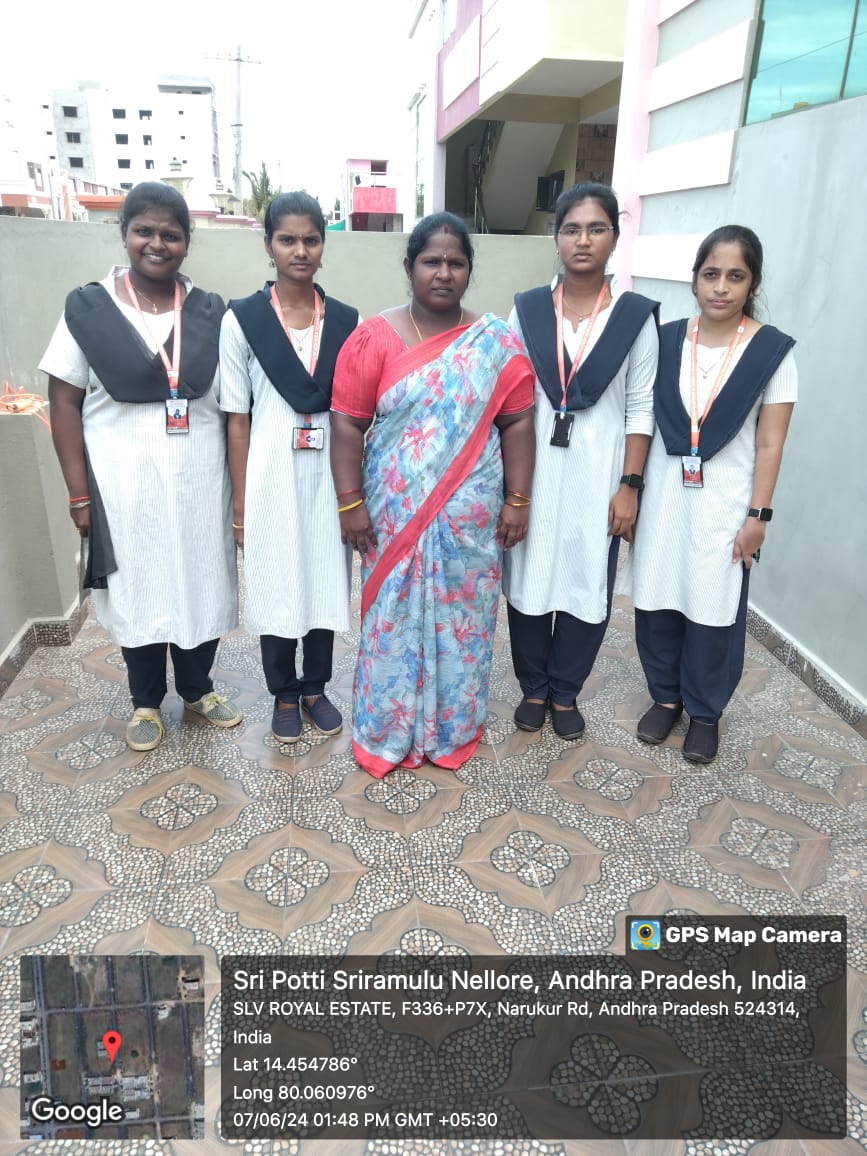 GPS Map Camera
Sri Potti Sriramulu Nellore, Andhra Pradesh, India
SLV ROYAL ESTATE, F336+P7X, Narukur Rd, Andhra Pradesh 524314,
India
Lat 14.454786°
Long 80.060976°
07/06/24 01:48 PM GMT +05:30
Google